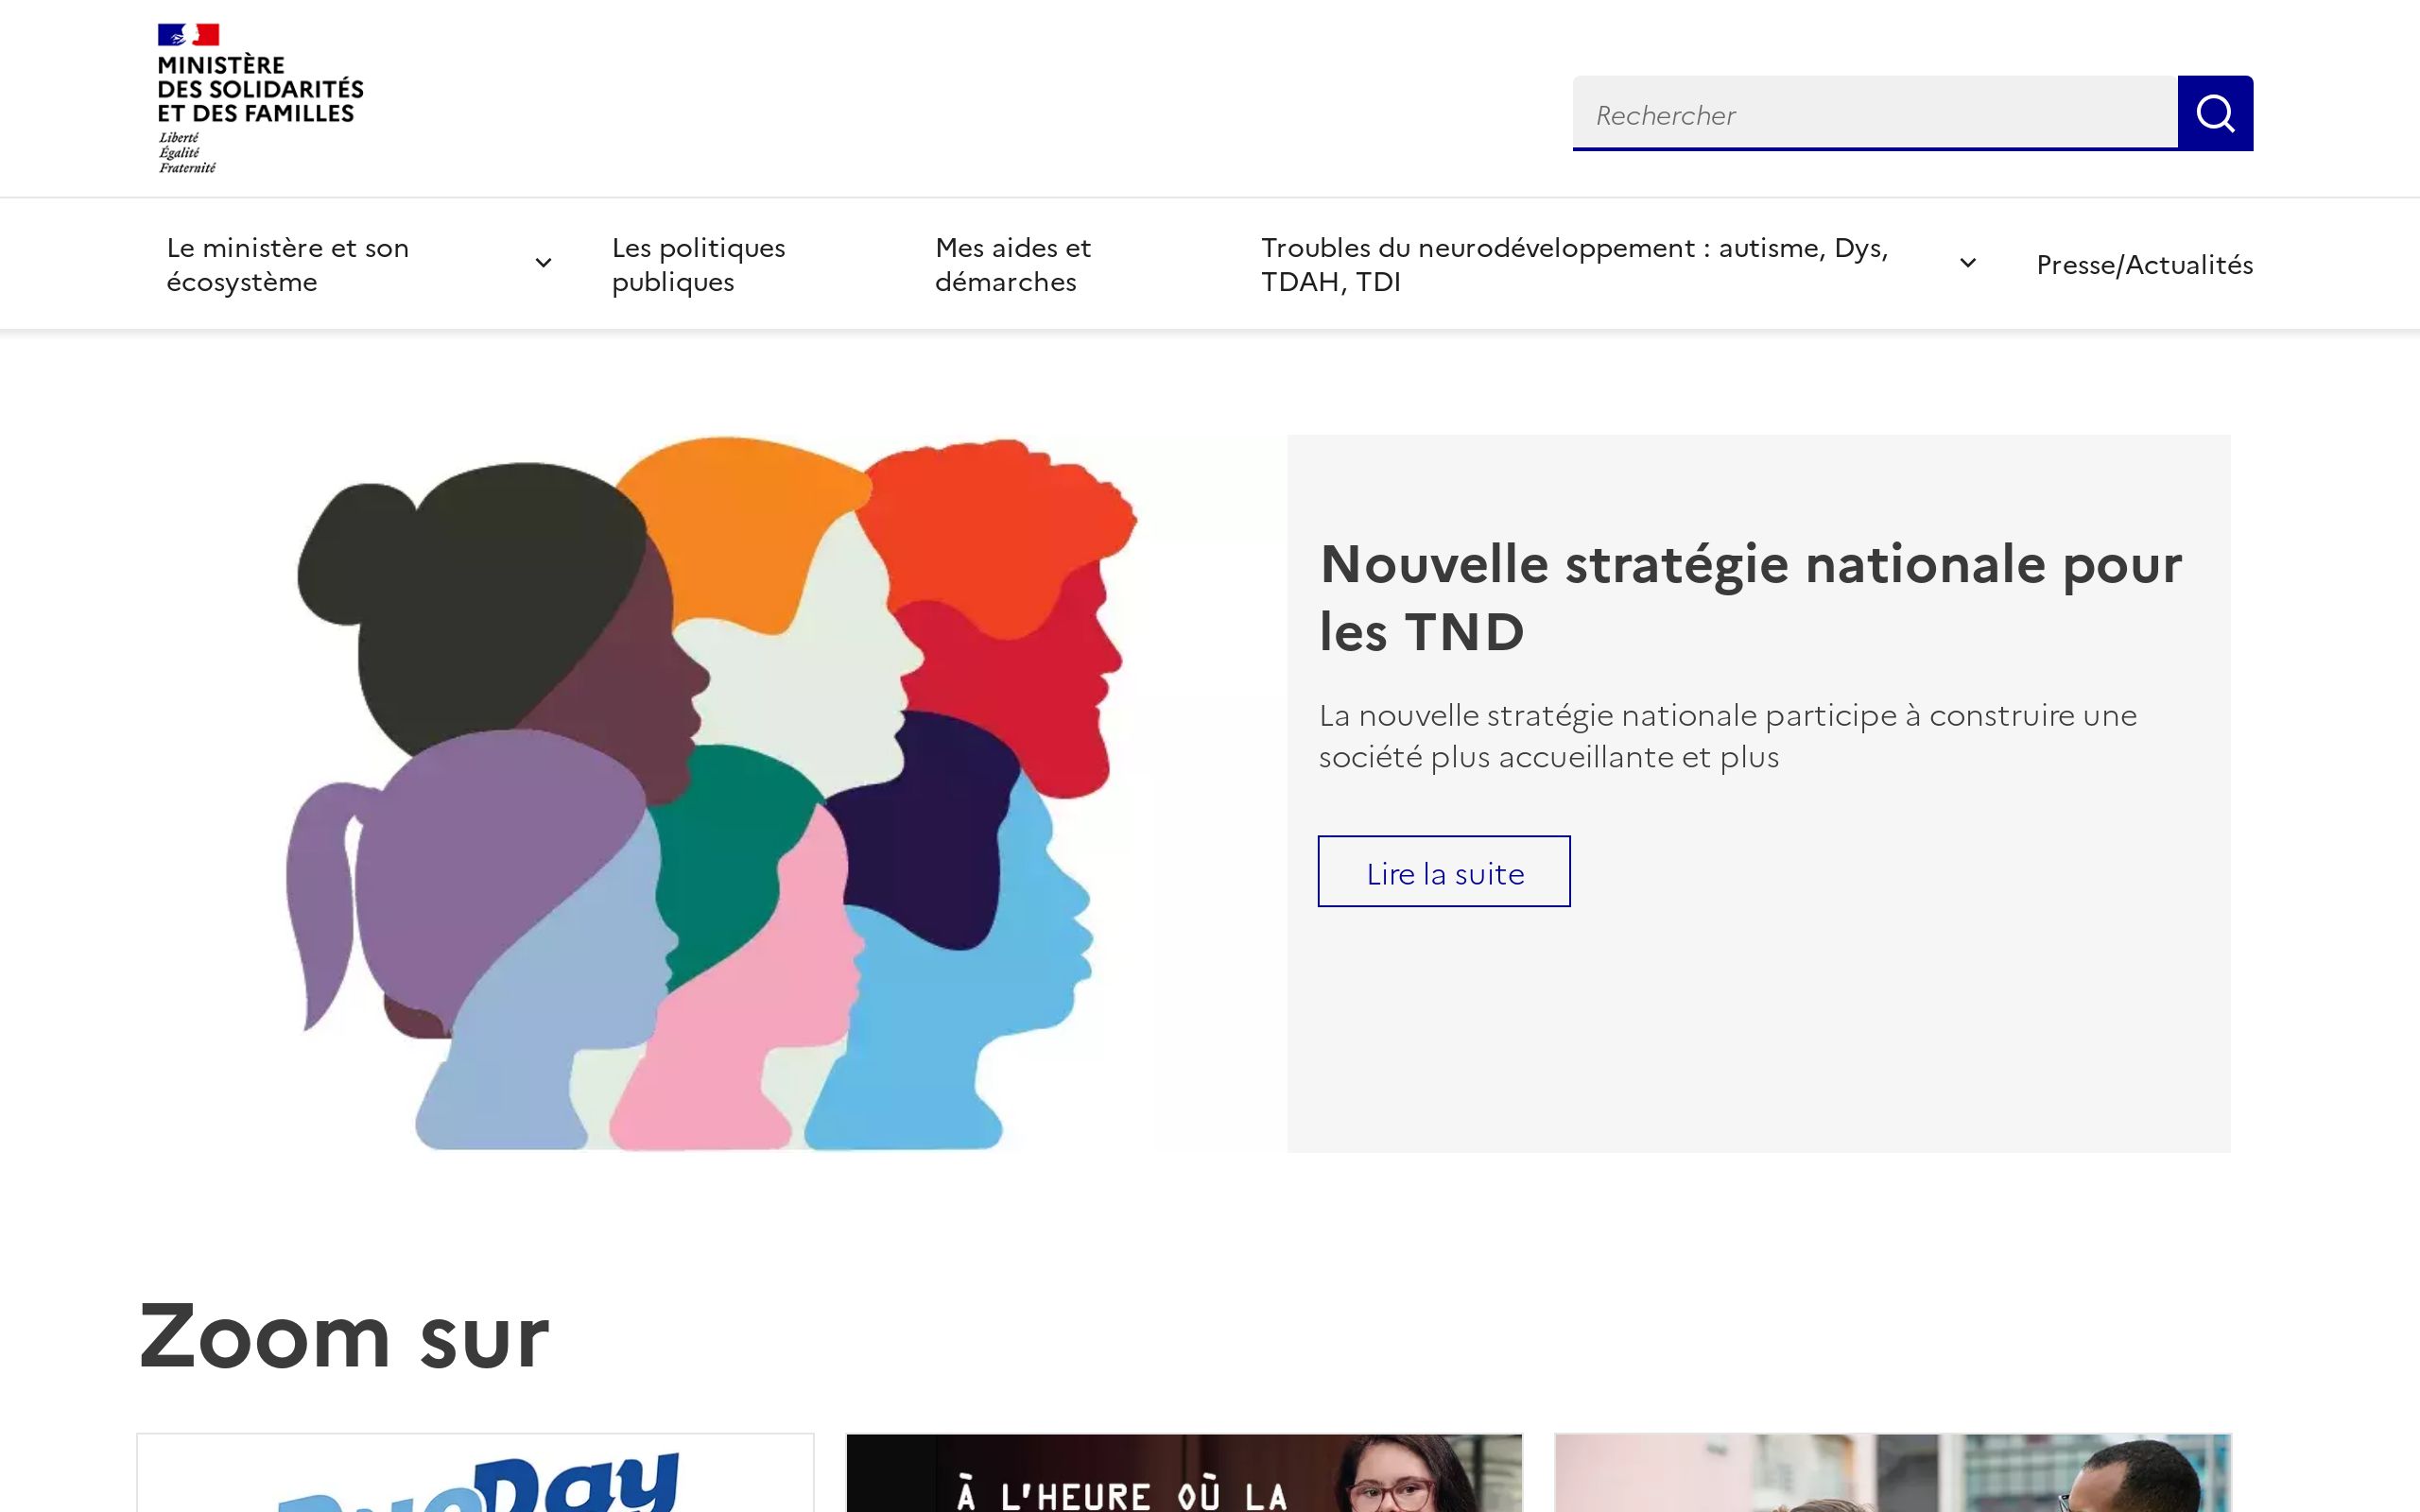 MINISTÈRE
DES SOLIDARITÉS
ET DES FAMILLES
Liberté
Égalité
Fraternité
Rechercher
Le ministère et son
écosystème
Les politiques
publiques
Mes aides et
démarches
Troubles du neurodéveloppement : autisme, Dys,
TDAH, TDI
Presse/Actualités
Nouvelle stratégie nationale pour
les TND
La nouvelle stratégie nationale participe à construire une
société plus accueillante et plus
Lire la suite
Zoom sur
DuoDay
À L'HEURE OÙ LA